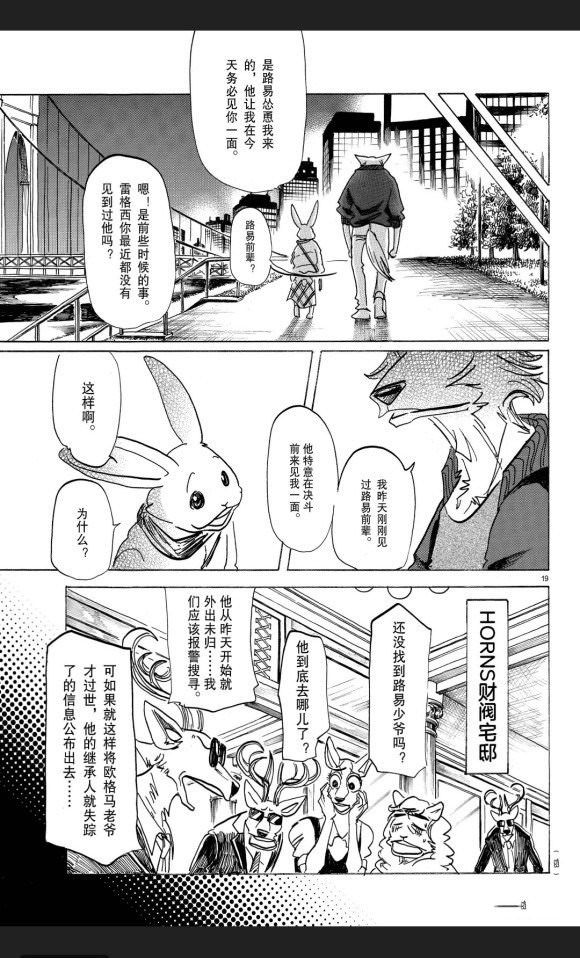 是路易怂恿我来
的，他让我在今
天务必见你一面。
路易前辈？
嗯！是前些时候的事。
雷格西你最近都没有
见到过他吗？
我昨天刚刚见
过路易前辈。
他特意在决斗
前来见我一面。
这样啊。
为什么？
19
HORNS财阀宅邸
还没找到路易少爷吗？
他到底去哪儿了？
他从昨天开始就
外出未归……我
们应该报警搜寻。
可如果就这样将欧格马老爷
才过世，他的继承人就失踪
了的信息公布出去……